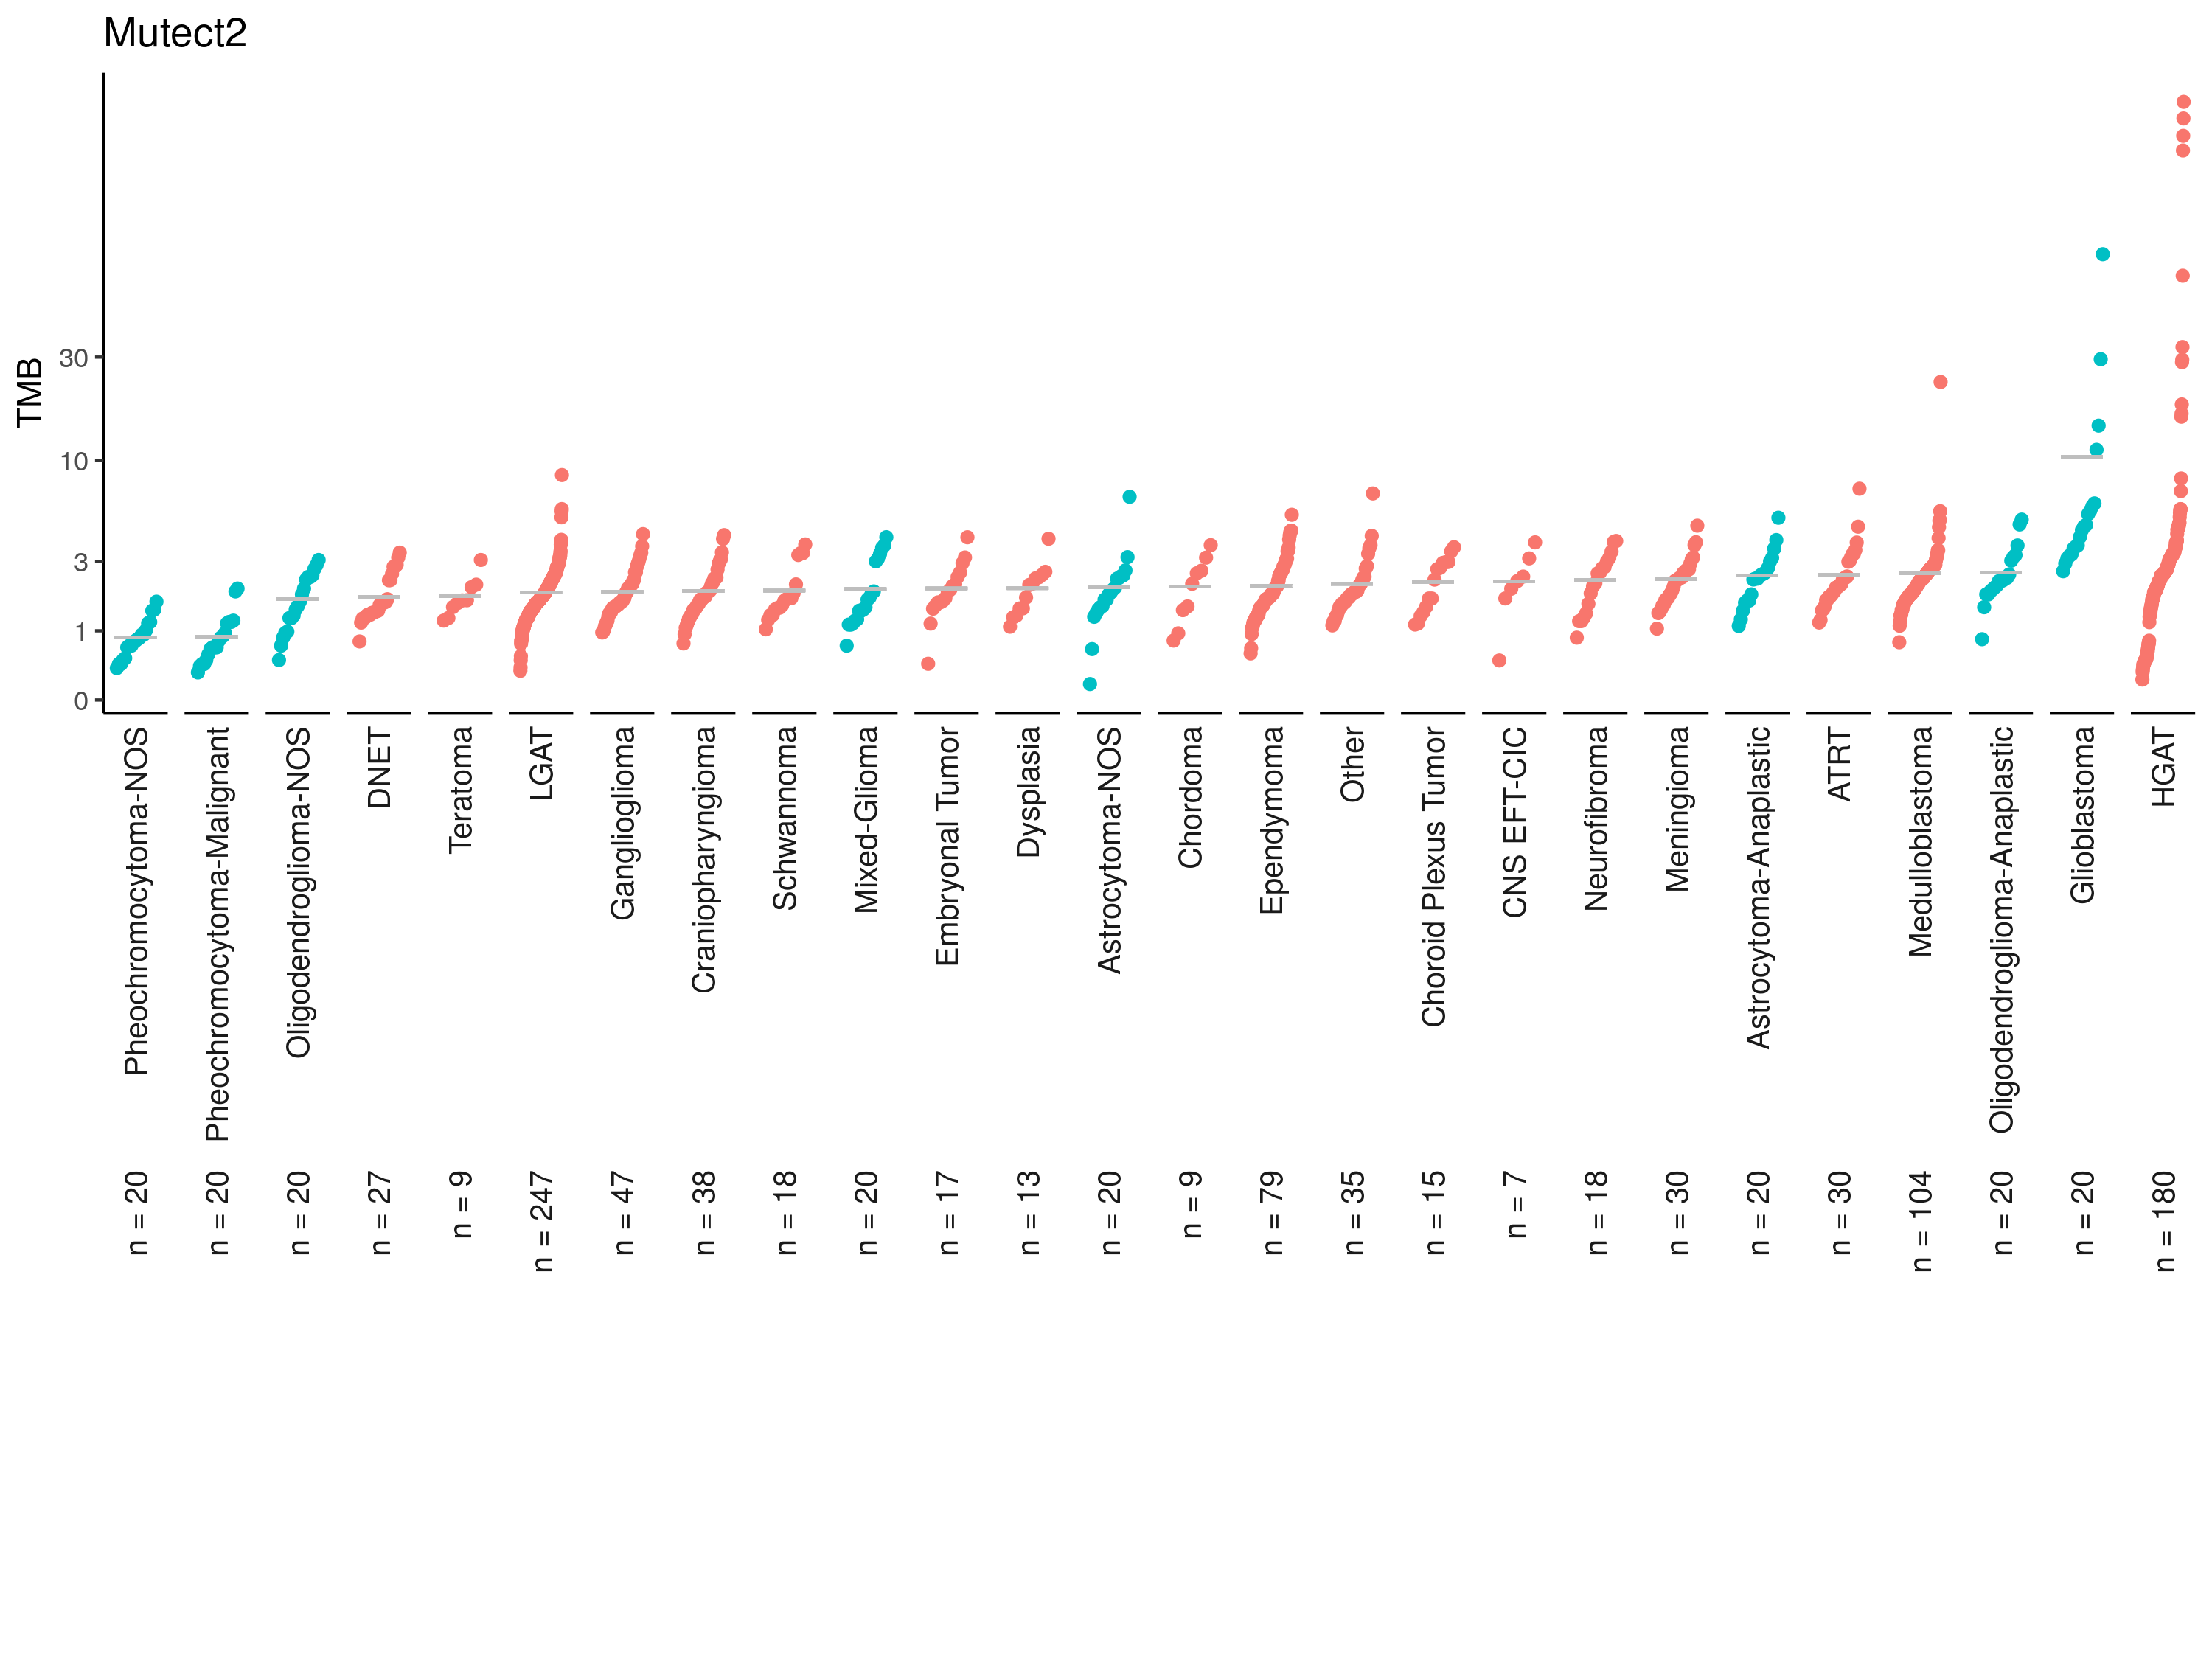 Mutect2
TMB
30
10
3
1
0
Pheochromocytoma-NOS
Pheochromocytoma-Malignant
Oligodendroglioma-NOS
DNET
Teratoma
LGAT
Ganglioglioma
Craniopharyngioma
Schwannoma
Mixed-Glioma
Embryonal Tumor
Dysplasia
Astrocytoma-NOS
Chordoma
Ependymoma
Other
Choroid Plexus Tumor
CNS EFT-CIC
Neurofibroma
Meningioma
Astrocytoma-Anaplastic
ATRT
Medulloblastoma
Oligodendroglioma-Anaplastic
Glioblastoma
HGAT
n = 20
n = 20
n = 20
n = 27
n = 9
n = 247
n = 47
n = 38
n = 18
n = 20
n = 17
n = 13
n = 20
n = 9
n = 79
n = 35
n = 15
n = 7
n = 18
n = 30
n = 20
n = 30
n = 104
n = 20
n = 20
n = 180